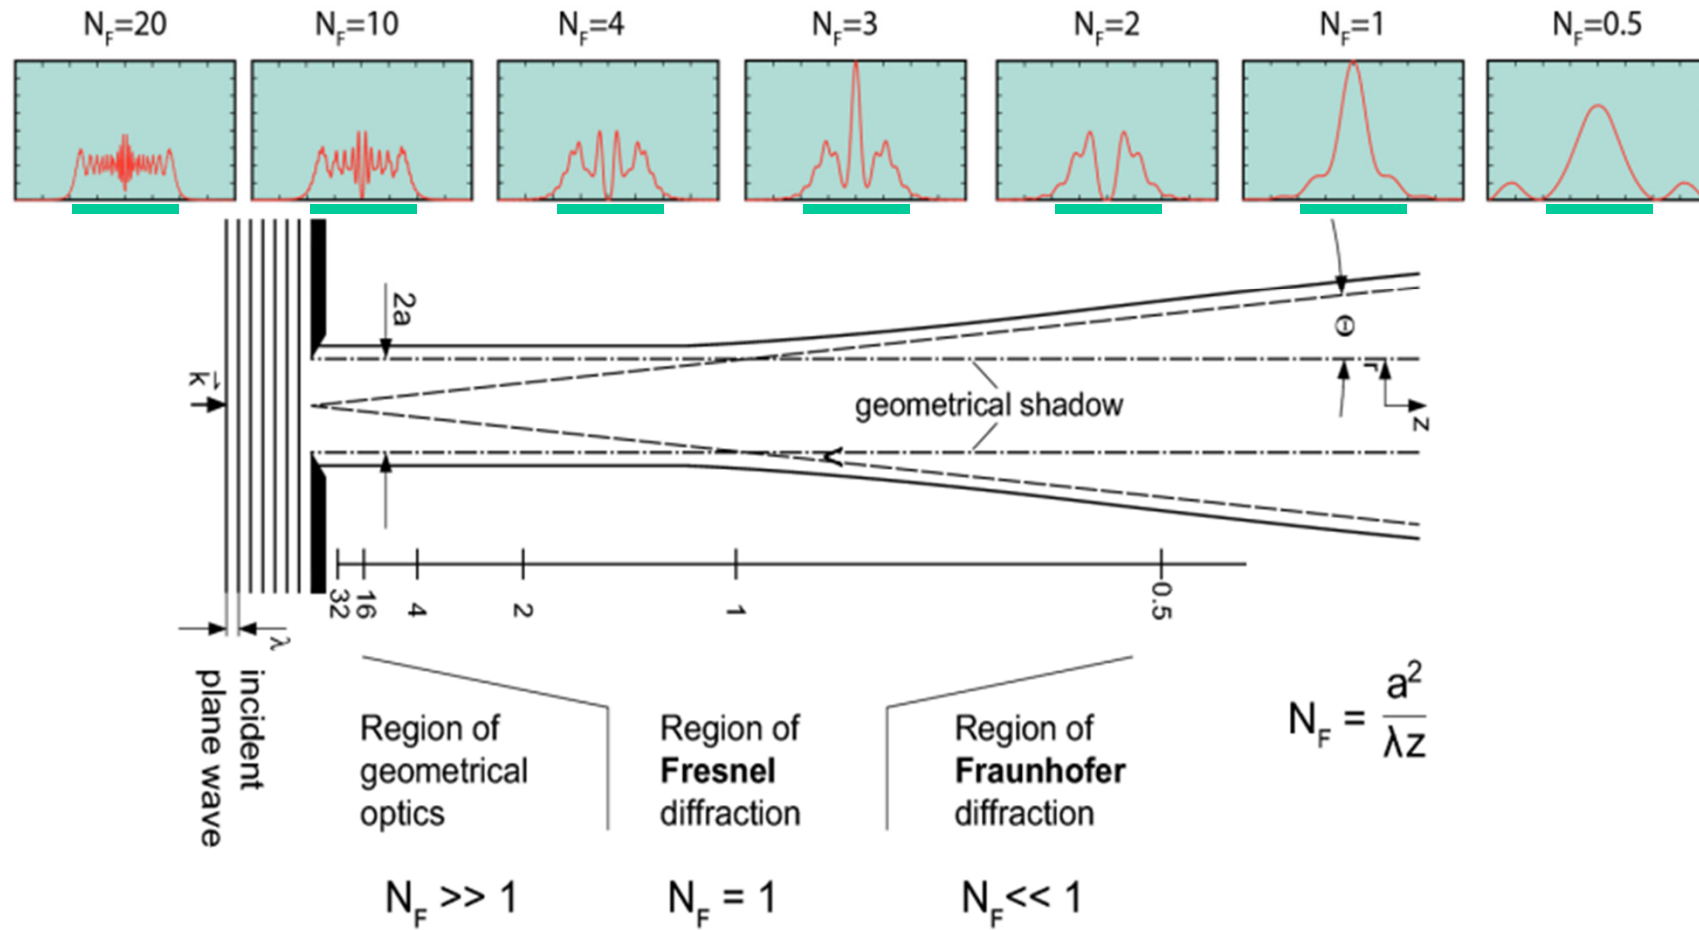 N_F=20
N_F=10
N_F=4
N_F=3
N_F=2
N_F=1
N_F=0.5
2a
k⃗
Θ
r
z
geometrical shadow
32
16
4
2
1
0.5
λ
incident
plane wave
Region of
geometrical
optics
Region of
Fresnel
diffraction
Region of
Fraunhofer
diffraction
N_F = a²/λz
N_F >> 1
N_F = 1
N_F << 1